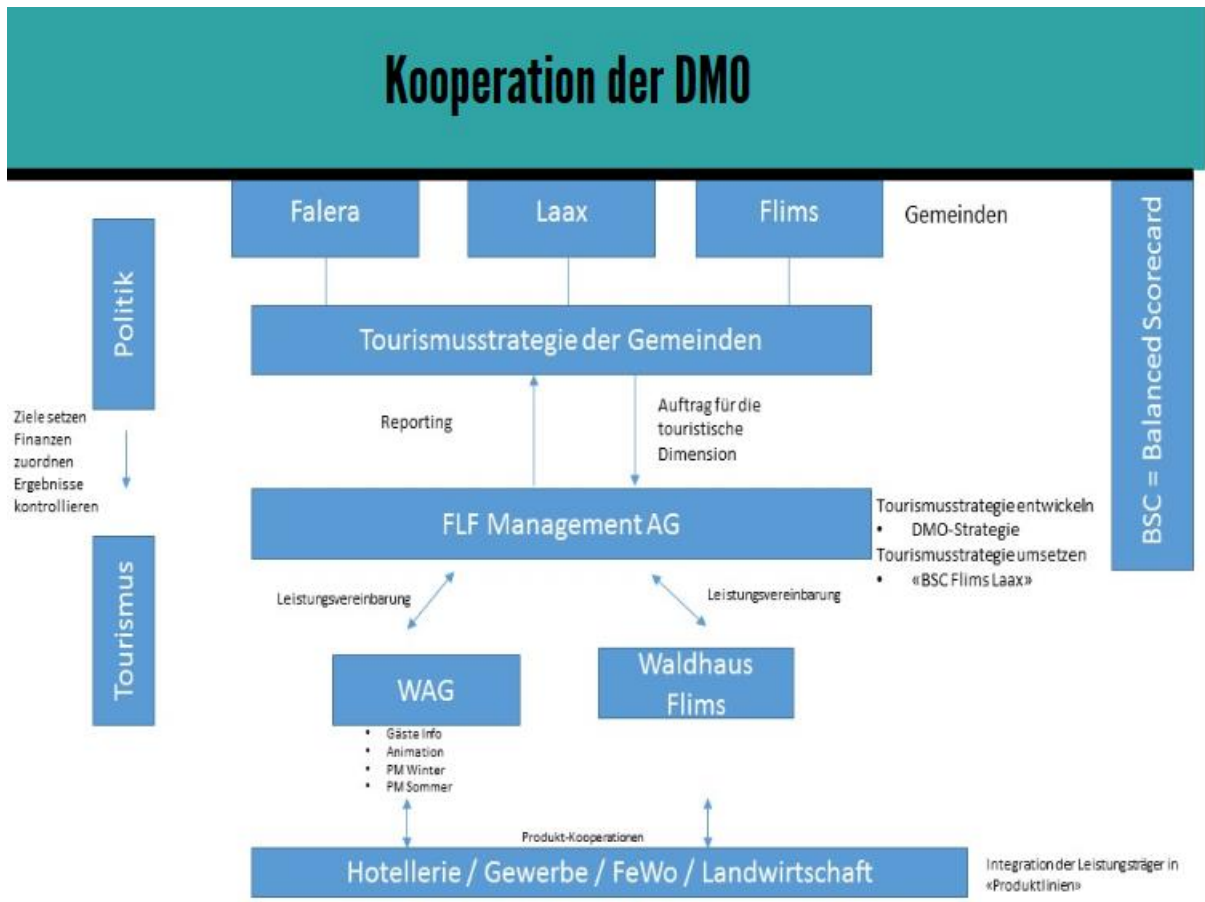 Kooperation der DMO
Falera
Laax
Flims
Gemeinden
BSC = Balanced Scorecard
Politik
Tourismusstrategie der Gemeinden
Ziele setzen
Finanzen
zuordnen
Ergebnisse
kontrollieren
Reporting
Auftrag für die
touristische
Dimension
FLF Management AG
Tourismusstrategie entwickeln
• DMO-Strategie
Tourismusstrategie umsetzen
• «BSC Flims Laax»
Tourismus
Leistungsvereinbarung
Leistungsvereinbarung
WAG
Waldhaus
Flims
• Gäste Info
• Animation
• PM Winter
• PM Sommer
Produkt-Kooperationen
Hotellerie / Gewerbe / FeWo / Landwirtschaft
Integration der Leistungsträger in
«Produktlinien»